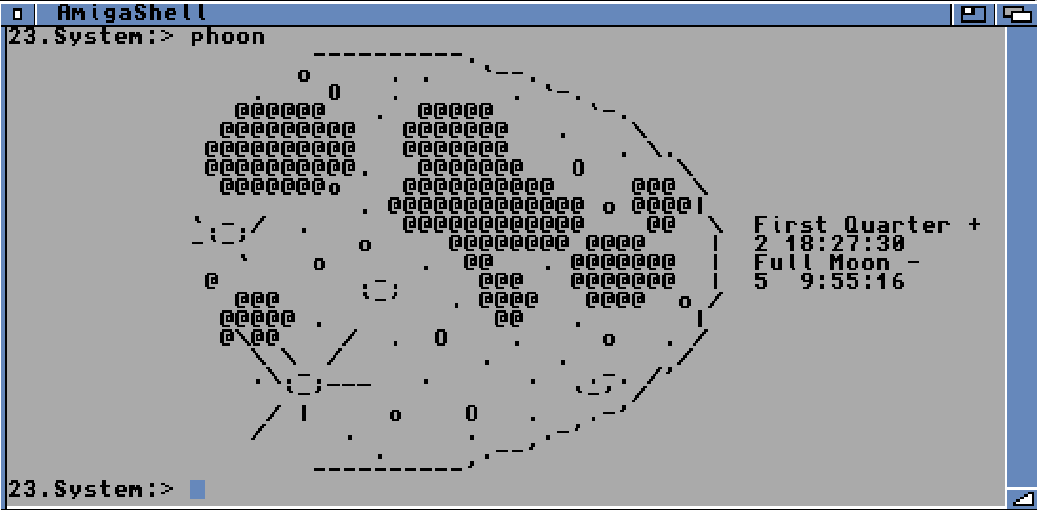 AmigaShell
23.System:> phoon
First Quarter +
2 18:27:30
Full Moon -
5  9:55:16
23.System:>